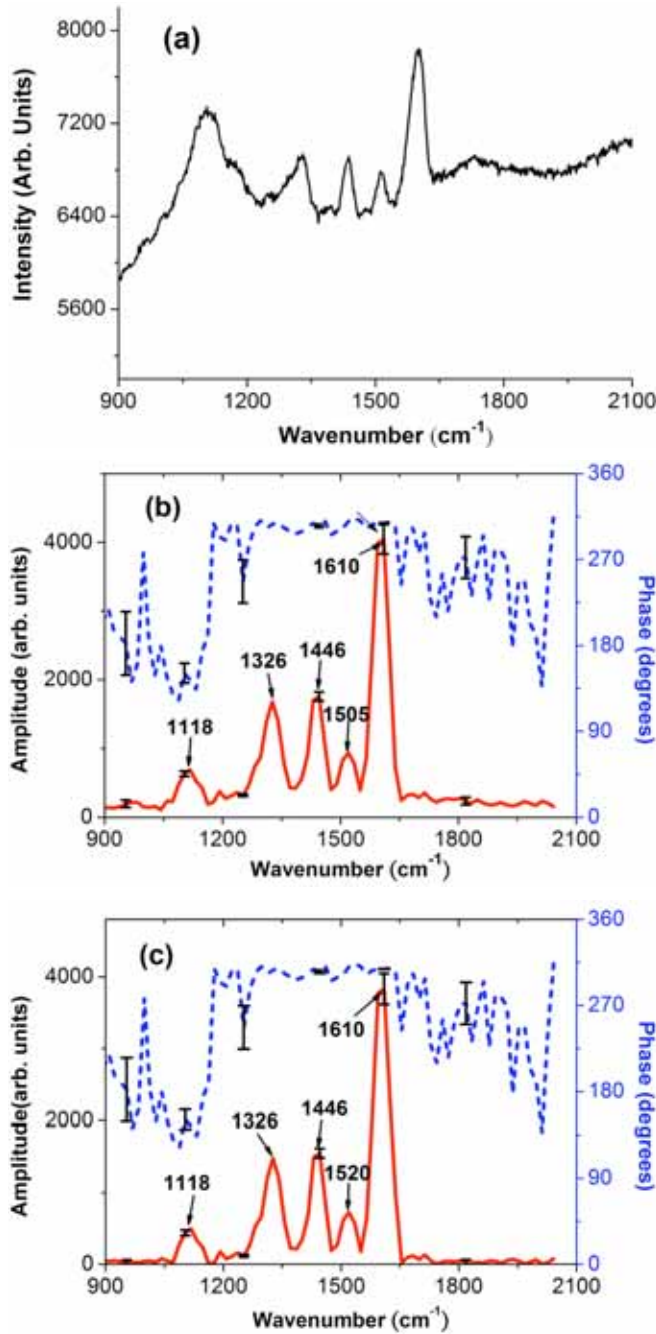 (a)
8000
7200
6400
5600
Intensity (Arb. Units)
900 1200 1500 1800 2100
Wavenumber (cm-1)
(b)
4000
2000
0
Amplitude (arb. units)
1118
1326
1446
1505
1610
360
270
180
90
0
Phase (degrees)
900 1200 1500 1800 2100
Wavenumber (cm-1)
(c)
4000
2000
0
Amplitude(arb. units)
1118
1326
1446
1520
1610
360
270
180
90
0
Phase (degrees)
900 1200 1500 1800 2100
Wavenumber (cm-1)